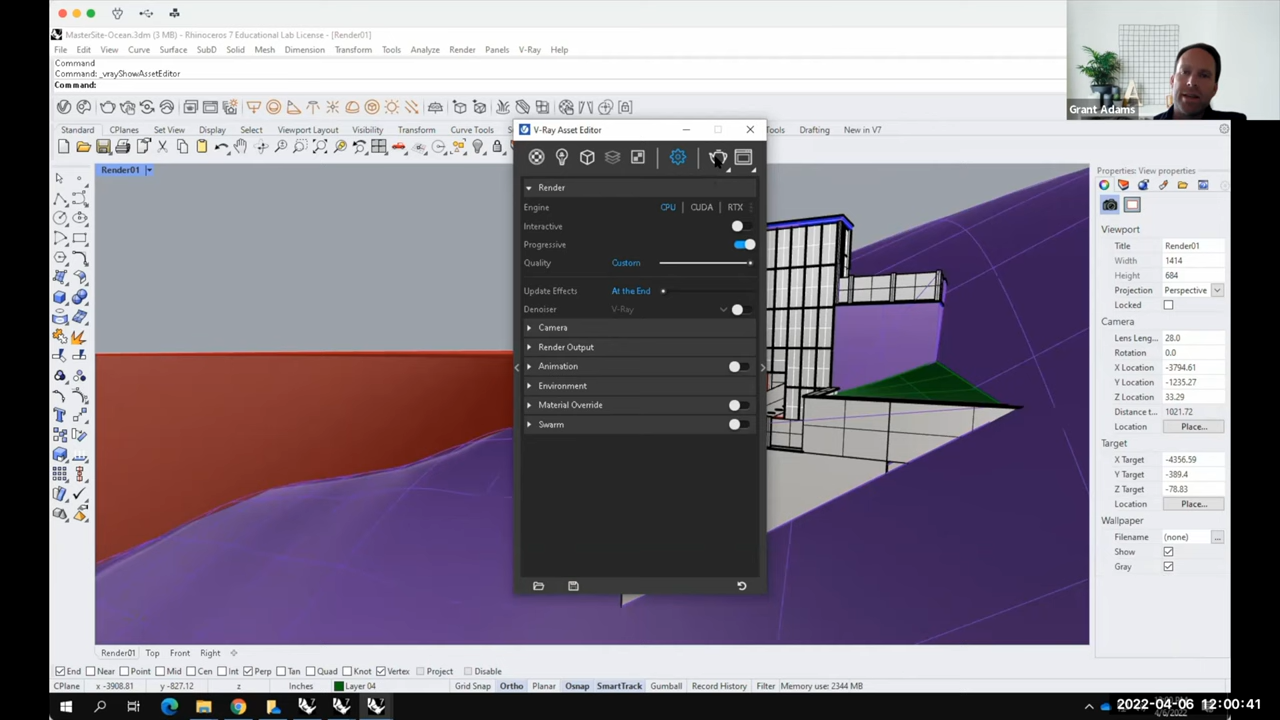 MasterSite-Ocean.3dm (3 MB) - Rhinoceros 7 Educational Lab License - [Render01]
File Edit View Curve Surface SubD Solid Mesh Dimension Transform Tools Analyze Render Panels V-Ray Help
Command
Command: _vrayShowAssetEditor
Command:
Grant Adams
Standard CPlanes Set View Display Select Viewport Layout Visibility Transform Curve Tools
Tools Drafting New in V7
Render01
V-Ray Asset Editor
Render
Engine CPU | CUDA | RTX
Interactive
Progressive
Quality Custom
Update Effects At the End
Denoiser V-Ray
Camera
Render Output
Animation
Environment
Material Override
Swarm
Properties: View properties
Viewport
Title Render01
Width 1414
Height 684
Projection Perspective
Locked
Camera
Lens Leng... 28.0
Rotation 0.0
X Location -3794.61
Y Location -1235.27
Z Location 33.29
Distance t... 1021.72
Location Place...
Target
X Target -4356.59
Y Target -389.4
Z Target -78.83
Location Place...
Wallpaper
Filename (none) ...
Show
Gray
Render01 Top Front Right
End Near Point Mid Cen Int Perp Tan Quad Knot Vertex Project Disable
CPlane x -3908.81 y -827.12 z Inches Layer 04 Grid Snap Ortho Planar Osnap SmartTrack Gumball Record History Filter Memory use: 2344 MB
2022-04-06 12:00:41